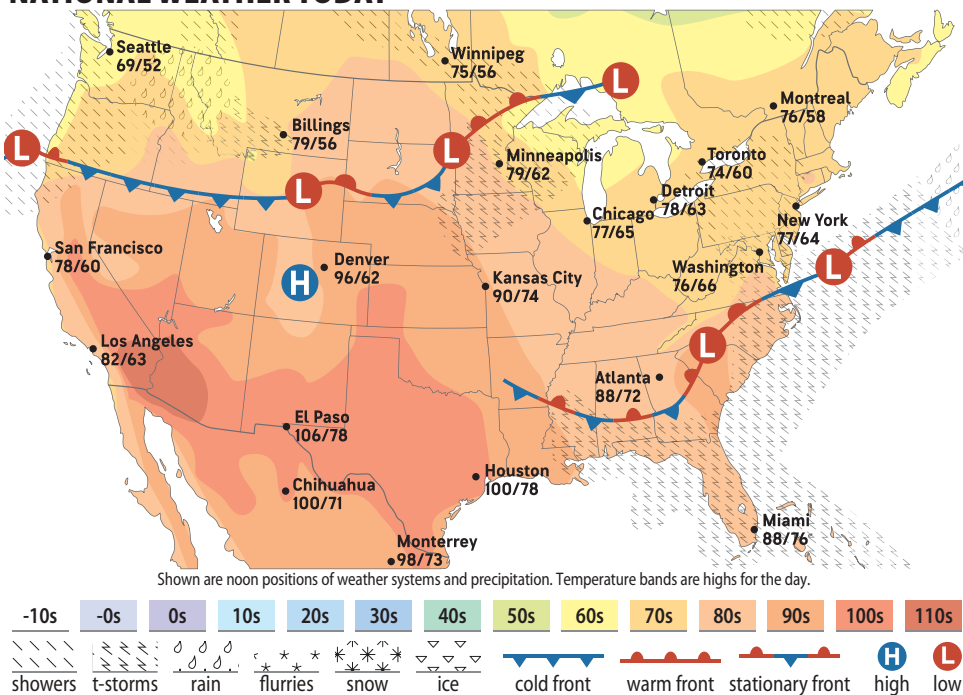 NATIONAL WEATHER TODAY
Seattle
69/52
Winnipeg
75/56
L
Billings
79/56
Montreal
76/58
L
L
Minneapolis
79/62
Toronto
74/60
L
Detroit
78/63
Chicago
77/65
New York
77/64
San Francisco
78/60
Denver
96/62
H
Kansas City
90/74
Washington
76/66
L
Los Angeles
82/63
L
Atlanta
88/72
El Paso
106/78
Chihuahua
100/71
Houston
100/78
Monterrey
98/73
Miami
88/76
Shown are noon positions of weather systems and precipitation. Temperature bands are highs for the day.
-10s -0s 0s 10s 20s 30s 40s 50s 60s 70s 80s 90s 100s 110s
H L
showers t-storms rain flurries snow ice cold front warm front stationary front high low